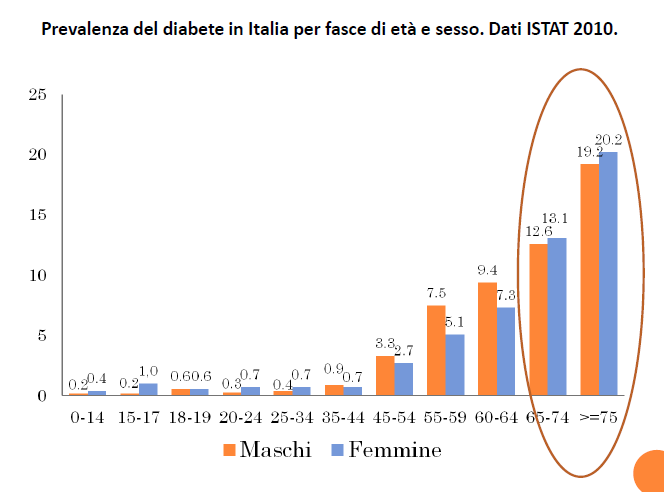 Prevalenza del diabete in Italia per fasce di età e sesso. Dati ISTAT 2010.
25
20
15
10
5
0
0.2 0.4 0.2 1,0 0.6 0.6 0.3 0.7 0.4 0.7 0.9 0.7 3.3 2.7 7.5 5.1 9.4 7.3 12.6 13.1 19.2 20.2
0-14 15-17 18-19 20-24 25-34 35-44 45-54 55-59 60-64 65-74 >=75
Maschi Femmine